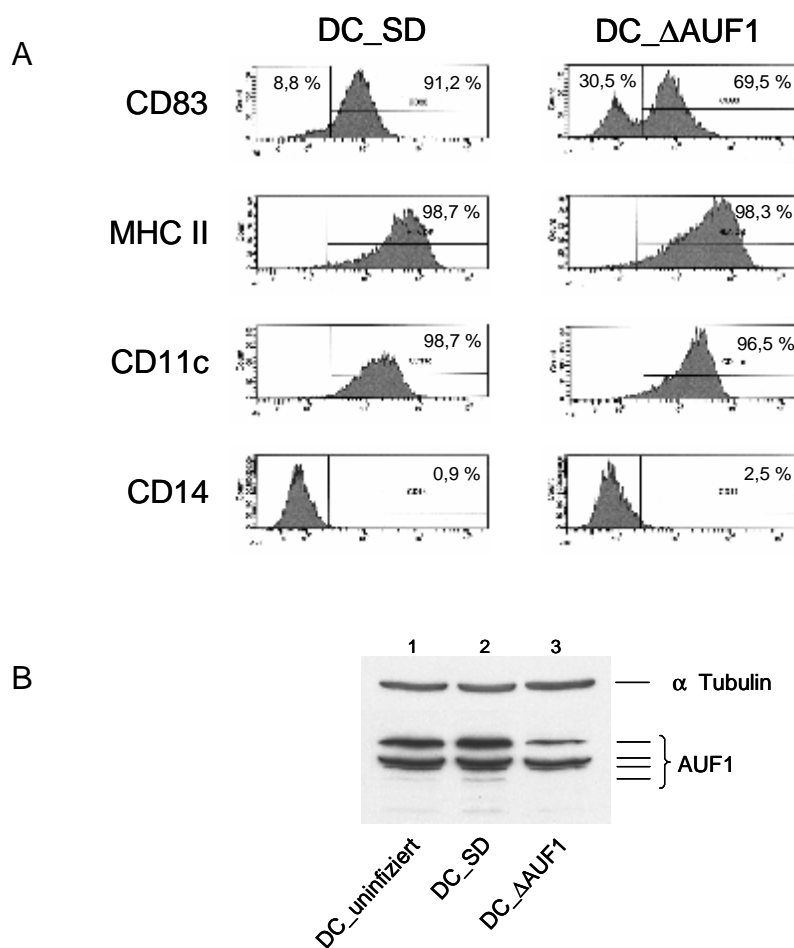 A
DC_SD DC_ΔAUF1
CD83
8,8 % 91,2 %
30,5 % 69,5 %
MHC II
98,7 %
98,3 %
CD11c
98,7 %
96,5 %
CD14
0,9 %
2,5 %
B
1 2 3
α Tubulin
AUF1
DC_uninfiziert
DC_SD
DC_ΔAUF1